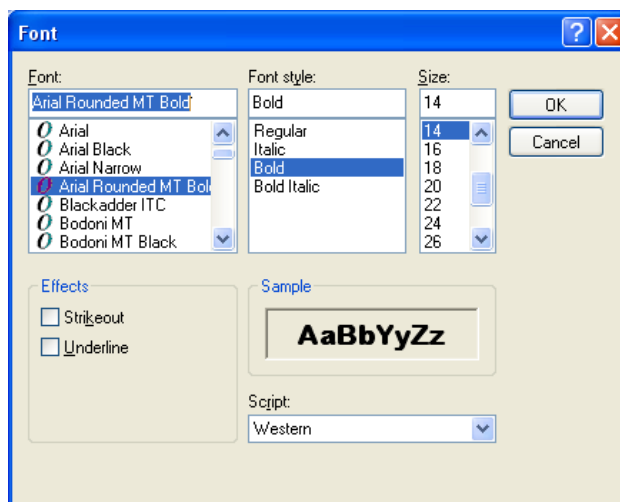 Font
Font: Font style: Size:
Arial Rounded MT Bold Bold 14 OK
Arial Regular 14 Cancel
Arial Black Italic 16
Arial Narrow Bold 18
Arial Rounded MT Bol Bold Italic 20
Blackadder ITC 22
Bodoni MT 24
Bodoni MT Black 26
Effects Sample
Strikeout AaBbYyZz
Underline
Script:
Western